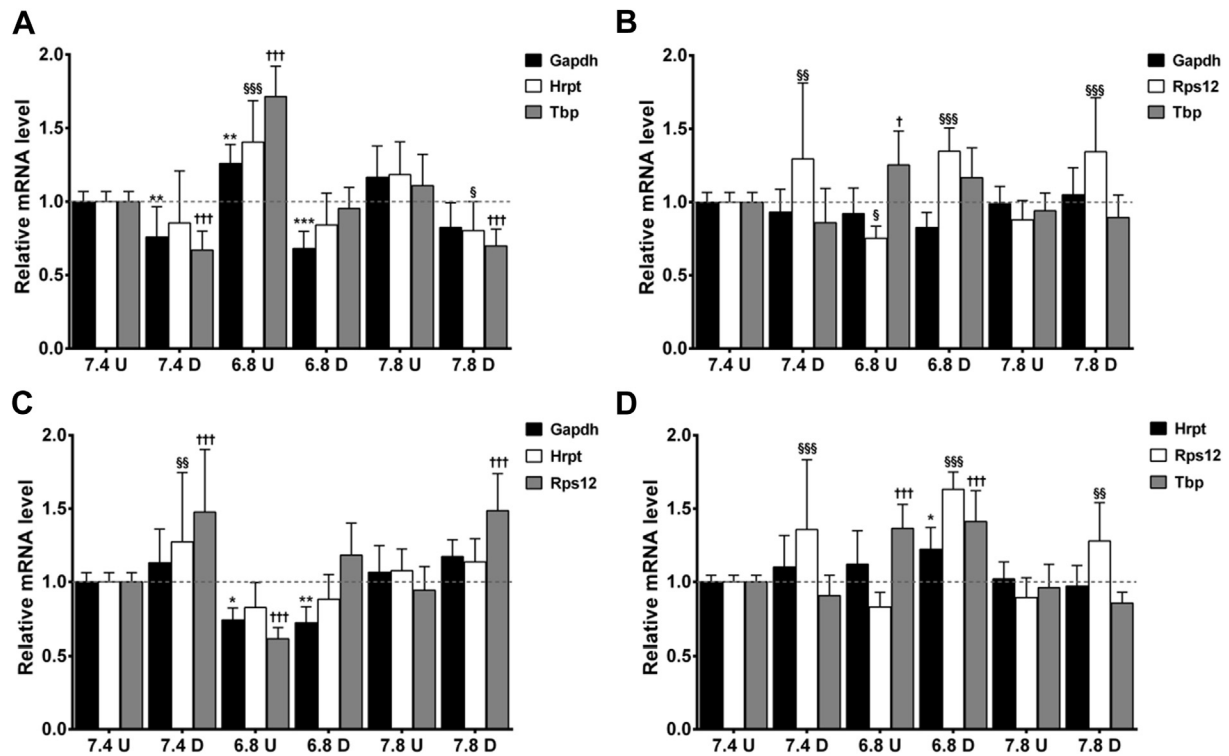 A
Relative mRNA level
2.0
1.5
1.0
0.5
0.0
** ††† ** §§§ ††† *** § †††
7.4 U 7.4 D 6.8 U 6.8 D 7.8 U 7.8 D
Gapdh
Hrpt
Tbp
B
Relative mRNA level
2.0
1.5
1.0
0.5
0.0
§§ § † §§§ §§§
7.4 U 7.4 D 6.8 U 6.8 D 7.8 U 7.8 D
Gapdh
Rps12
Tbp
C
Relative mRNA level
2.0
1.5
1.0
0.5
0.0
§§ ††† * ††† ** †††
7.4 U 7.4 D 6.8 U 6.8 D 7.8 U 7.8 D
Gapdh
Hrpt
Rps12
D
Relative mRNA level
2.0
1.5
1.0
0.5
0.0
§§§ ††† * §§§ ††† §§
7.4 U 7.4 D 6.8 U 6.8 D 7.8 U 7.8 D
Hrpt
Rps12
Tbp